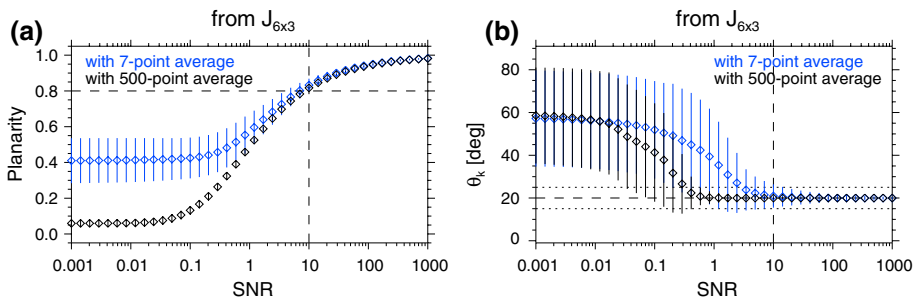 from J6x3
(a)
with 7-point average
with 500-point average
Planarity
1.0
0.8
0.6
0.4
0.2
0.0
0.001 0.01 0.1 1 10 100 1000
SNR
from J6x3
(b)
with 7-point average
with 500-point average
θk [deg]
80
60
40
20
0
0.001 0.01 0.1 1 10 100 1000
SNR